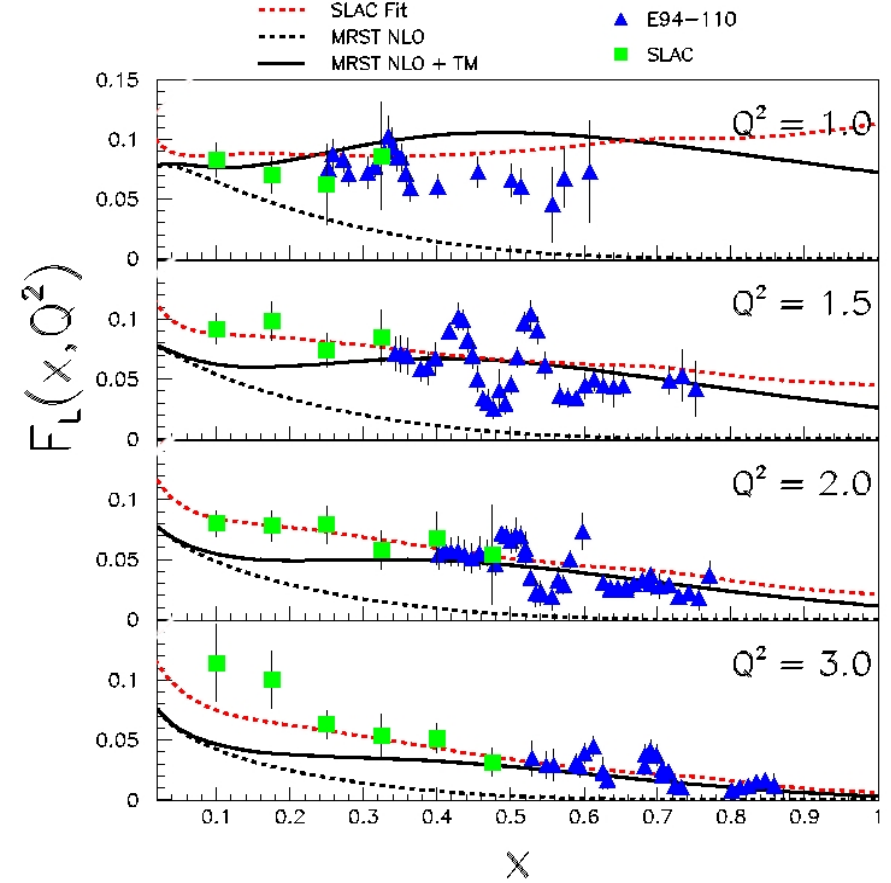 SLAC Fit
MRST NLO
MRST NLO + TM
E94-110
SLAC
F_L(x,Q²)
0.15
0.1
0.05
0
Q² = 1.0
0.1
0.05
0
Q² = 1.5
0.1
0.05
0
Q² = 2.0
0.1
0.05
0
Q² = 3.0
0.1 0.2 0.3 0.4 0.5 0.6 0.7 0.8 0.9 1
x